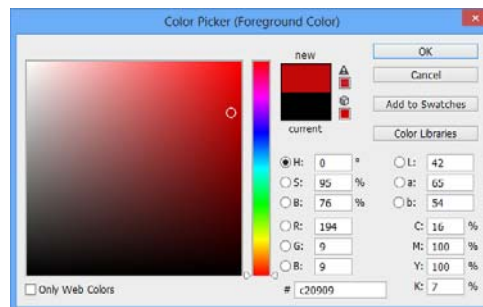 Color Picker (Foreground Color)
new
current
OK
Cancel
Add to Swatches
Color Libraries
H: 0 °
S: 95 %
B: 76 %
R: 194
G: 9
B: 9
# c20909
L: 42
a: 65
b: 54
C: 16 %
M: 100 %
Y: 100 %
K: 7 %
Only Web Colors